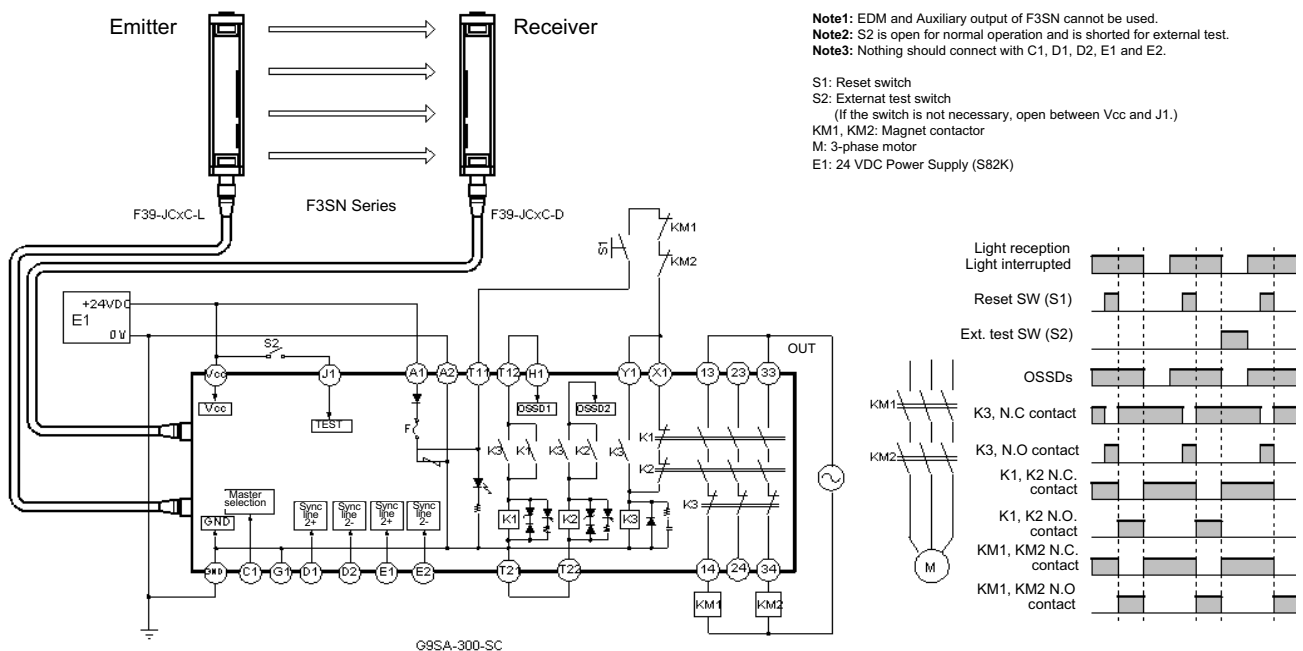 Emitter
Receiver
Note1: EDM and Auxiliary output of F3SN cannot be used.
Note2: S2 is open for normal operation and is shorted for external test.
Note3: Nothing should connect with C1, D1, D2, E1 and E2.
S1: Reset switch
S2: Externat test switch
(If the switch is not necessary, open between Vcc and J1.)
KM1, KM2: Magnet contactor
M: 3-phase motor
E1: 24 VDC Power Supply (S82K)
F39-JCxC-L
F3SN Series
F39-JCxC-D
S1
KM1
KM2
+24VDC
E1
0V
S2
OUT
Vcc
J1
A1
A2
T11
T12
H1
Y1
X1
13
23
33
Vcc
TEST
F
OSSD1
OSSD2
K3
K1
K3
K2
K3
K1
K2
K3
Master selection
GND
Sync line 2+
Sync line 2-
Sync line 2+
Sync line 2-
K1
K2
K3
GND
C1
G1
D1
D2
E1
E2
T21
T22
14
24
34
KM1
KM2
G9SA-300-SC
KM1
KM2
M
Light reception
Light interrupted
Reset SW (S1)
Ext. test SW (S2)
OSSDs
K3, N.C contact
K3, N.O contact
K1, K2 N.C.
contact
K1, K2 N.O.
contact
KM1, KM2 N.C.
contact
KM1, KM2 N.O
contact